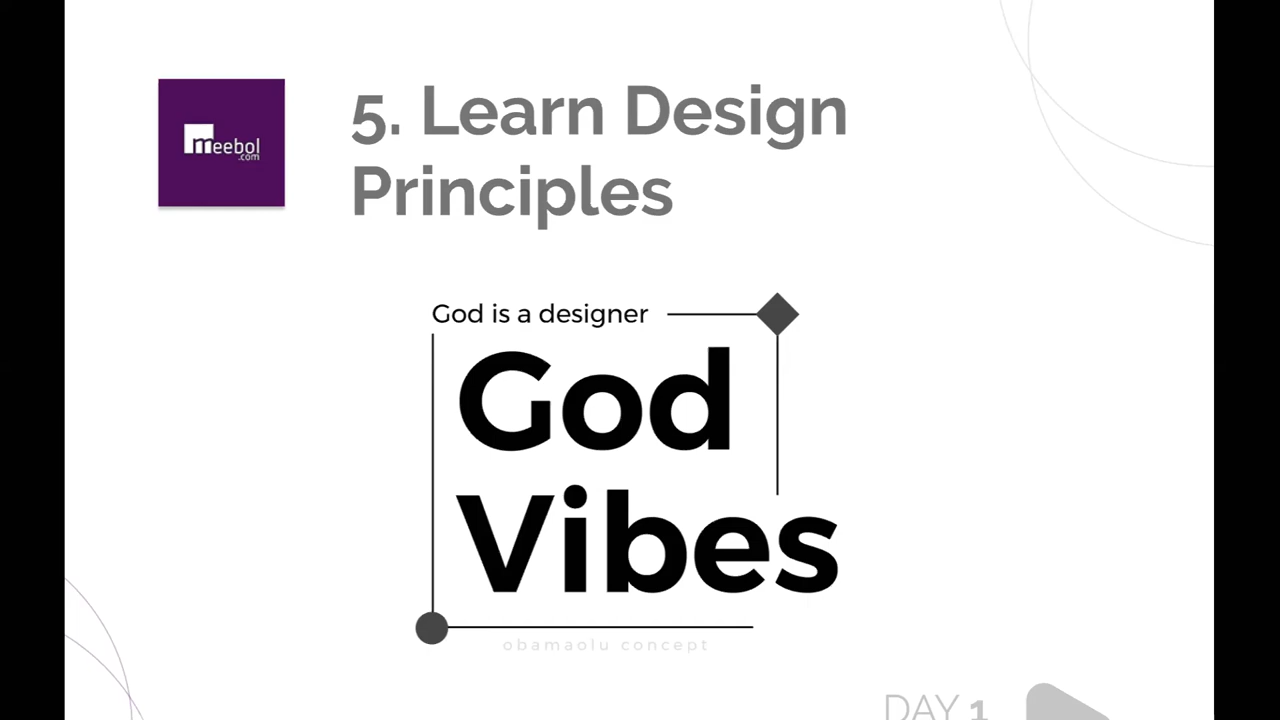 meebol
.com
5. Learn Design
Principles
God is a designer
God
Vibes
obamaolu concept
DAY 1